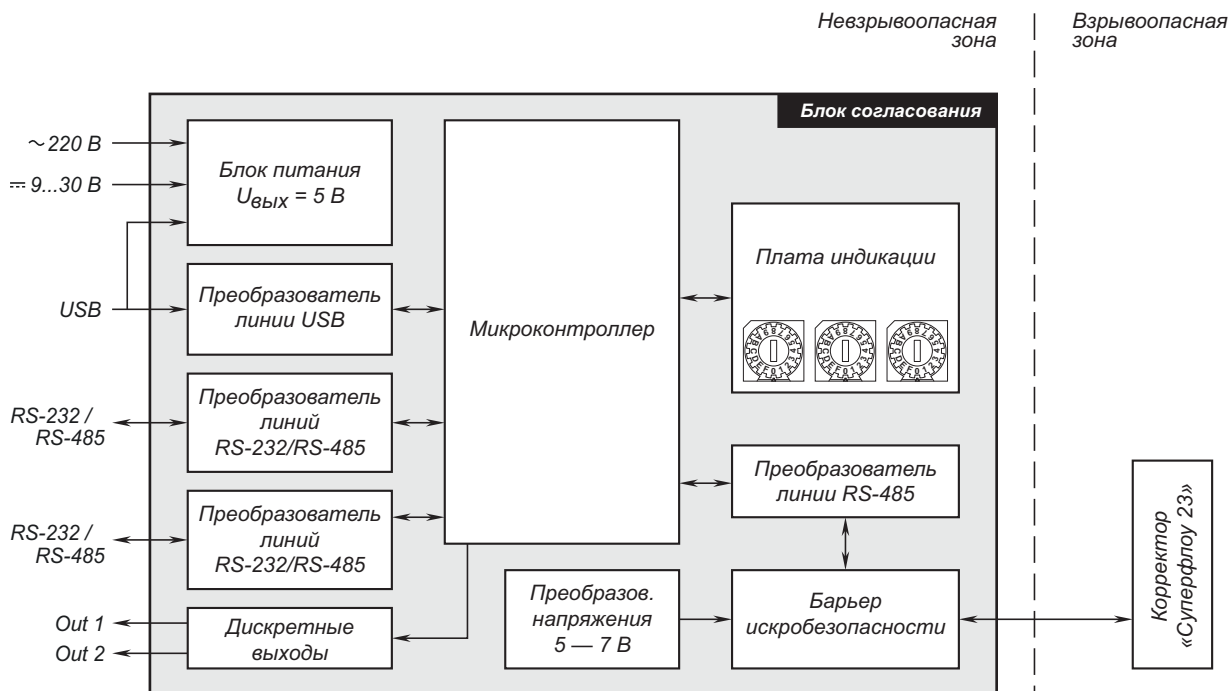 Невзрывоопасная
зона
Взрывоопасная
зона
Блок согласования
~220 В
⎓ 9...30 В
USB
RS-232 /
RS-485
RS-232 /
RS-485
Out 1
Out 2
Блок питания
Uвых = 5 В
Преобразователь
линии USB
Преобразователь
линий
RS-232/RS-485
Преобразователь
линий
RS-232/RS-485
Дискретные
выходы
Микроконтроллер
Плата индикации
0123456789ABCDEF
0123456789ABCDEF
0123456789ABCDEF
Преобразователь
линии RS-485
Преобразов.
напряжения
5 — 7 В
Барьер
искробезопасности
Корректор
«Суперфлоу 23»